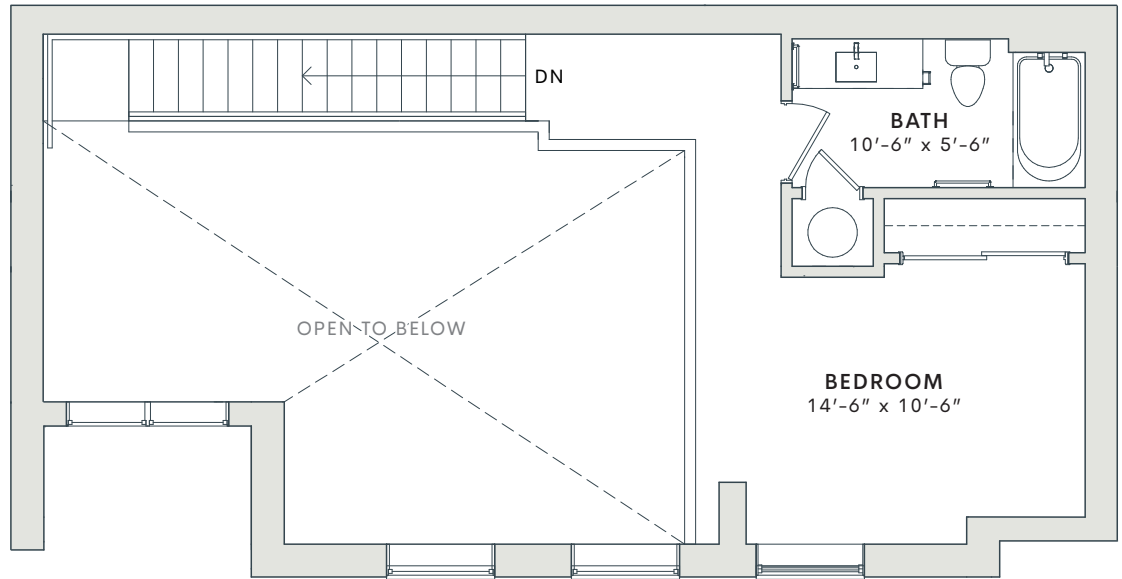 DN
BATH
10′-6″ x 5′-6″
OPEN TO BELOW
BEDROOM
14′-6″ x 10′-6″